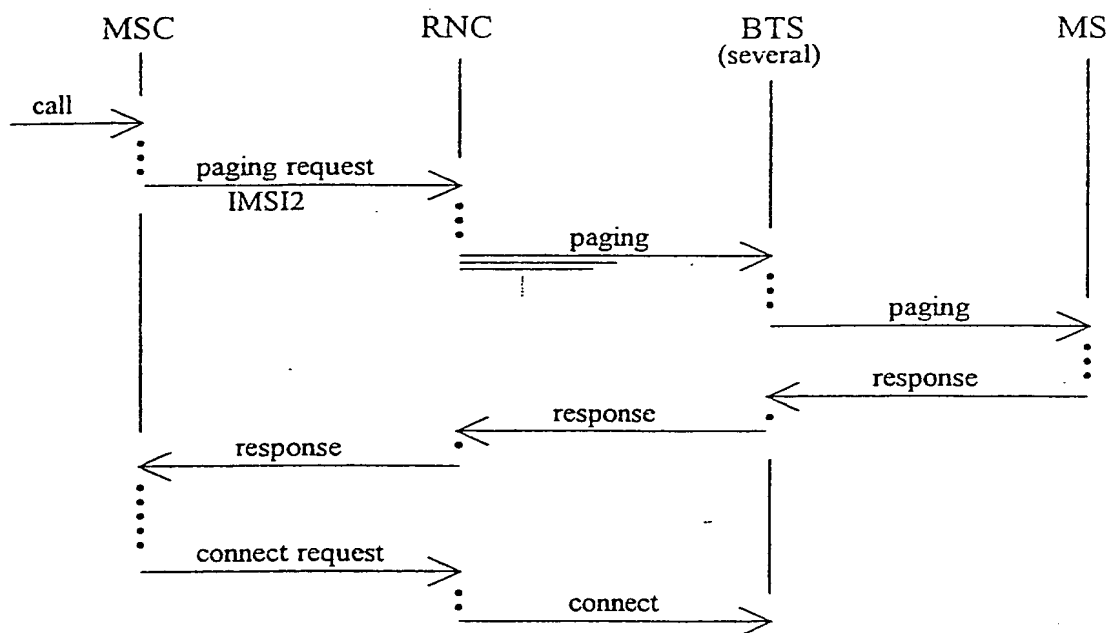 MSC
RNC
BTS
(several)
MS
call
paging request
IMSI2
paging
paging
response
response
response
connect request
connect